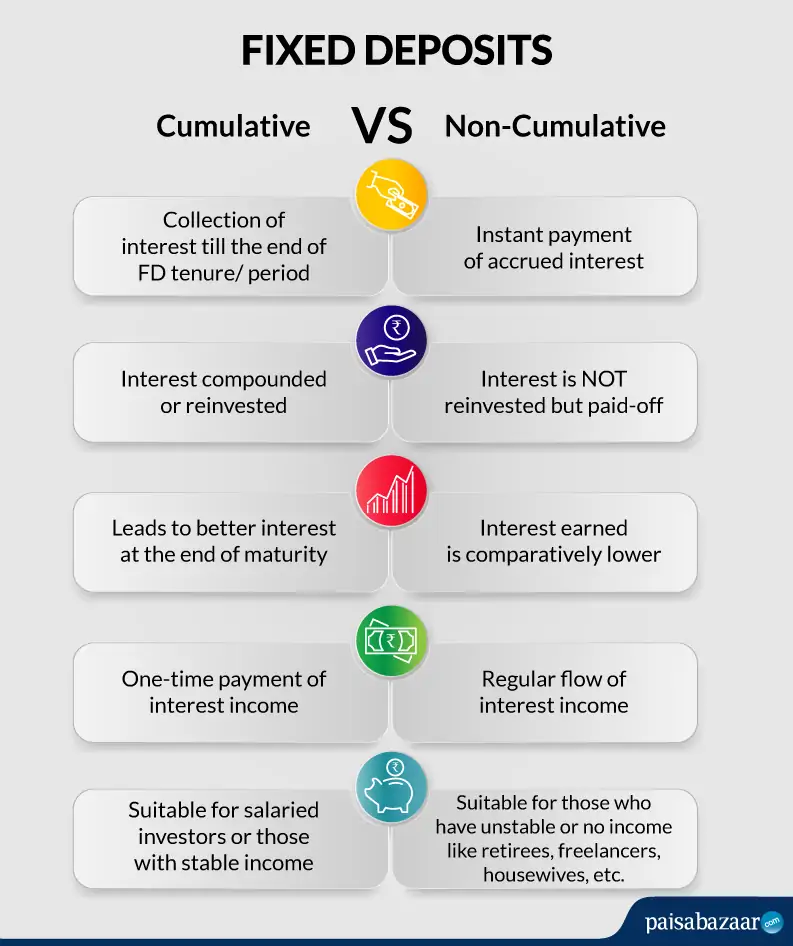 FIXED DEPOSITS
Cumulative VS Non-Cumulative
Collection of
interest till the end of
FD tenure/ period
Instant payment
of accrued interest
₹
Interest compounded
or reinvested
Interest is NOT
reinvested but paid-off
Leads to better interest
at the end of maturity
Interest earned
is comparatively lower
₹
One-time payment of
interest income
Regular flow of
interest income
₹
Suitable for salaried
investors or those
with stable income
Suitable for those who
have unstable or no income
like retirees, freelancers,
housewives, etc.
paisabazaar.com